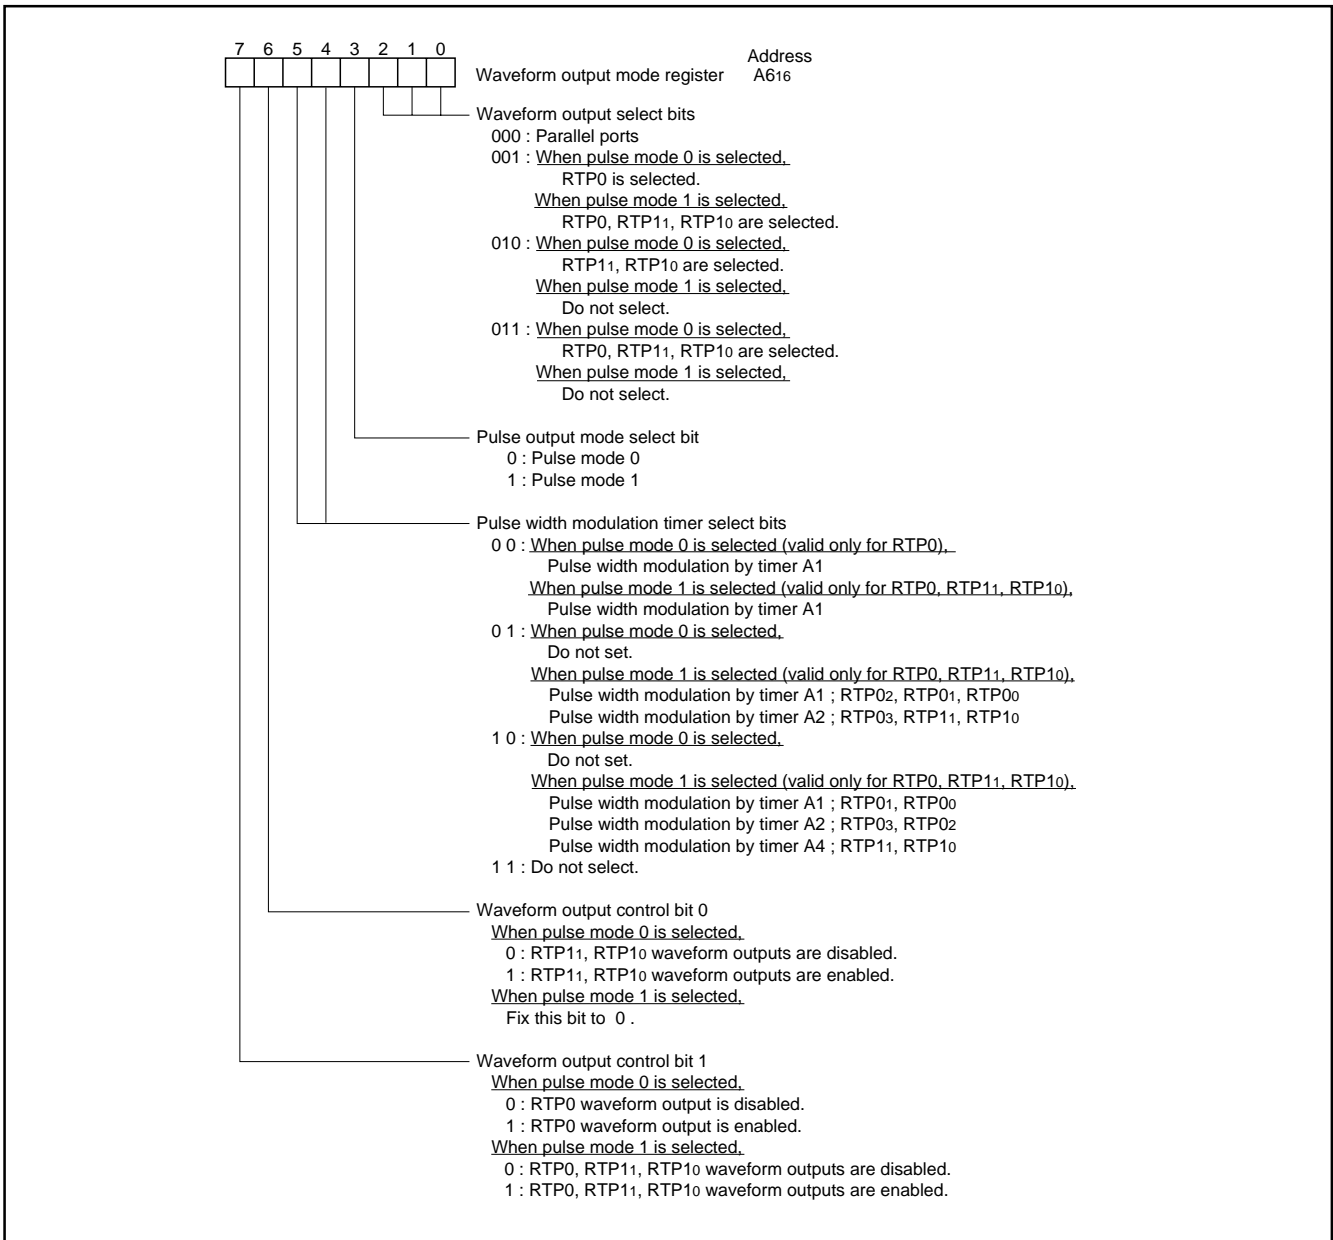 7 6 5 4 3 2 1 0
Address
Waveform output mode register A616
Waveform output select bits
000 : Parallel ports
001 : When pulse mode 0 is selected,
RTP0 is selected.
When pulse mode 1 is selected,
RTP0, RTP11, RTP10 are selected.
010 : When pulse mode 0 is selected,
RTP11, RTP10 are selected.
When pulse mode 1 is selected,
Do not select.
011 : When pulse mode 0 is selected,
RTP0, RTP11, RTP10 are selected.
When pulse mode 1 is selected,
Do not select.
Pulse output mode select bit
0 : Pulse mode 0
1 : Pulse mode 1
Pulse width modulation timer select bits
0 0 : When pulse mode 0 is selected (valid only for RTP0),
Pulse width modulation by timer A1
When pulse mode 1 is selected (valid only for RTP0, RTP11, RTP10),
Pulse width modulation by timer A1
0 1 : When pulse mode 0 is selected,
Do not set.
When pulse mode 1 is selected (valid only for RTP0, RTP11, RTP10),
Pulse width modulation by timer A1 ; RTP02, RTP01, RTP00
Pulse width modulation by timer A2 ; RTP03, RTP11, RTP10
1 0 : When pulse mode 0 is selected,
Do not set.
When pulse mode 1 is selected (valid only for RTP0, RTP11, RTP10),
Pulse width modulation by timer A1 ; RTP01, RTP00
Pulse width modulation by timer A2 ; RTP03, RTP02
Pulse width modulation by timer A4 ; RTP11, RTP10
1 1 : Do not select.
Waveform output control bit 0
When pulse mode 0 is selected,
0 : RTP11, RTP10 waveform outputs are disabled.
1 : RTP11, RTP10 waveform outputs are enabled.
When pulse mode 1 is selected,
Fix this bit to 0 .
Waveform output control bit 1
When pulse mode 0 is selected,
0 : RTP0 waveform output is disabled.
1 : RTP0 waveform output is enabled.
When pulse mode 1 is selected,
0 : RTP0, RTP11, RTP10 waveform outputs are disabled.
1 : RTP0, RTP11, RTP10 waveform outputs are enabled.